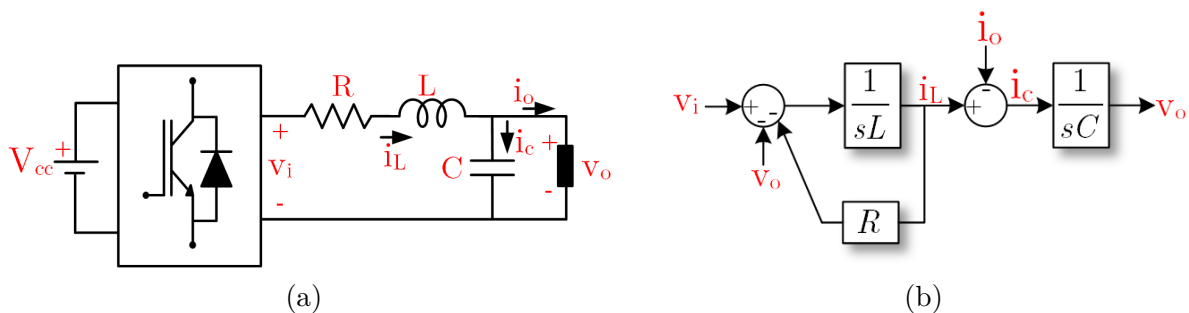 R
L
i_o
V_cc
+
+
v_i
-
i_L
i_c
C
+
-
v_o
(a)
v_i
+
-
-
v_o
1
sL
i_L
R
i_o
-
+
i_c
1
sC
v_o
(b)